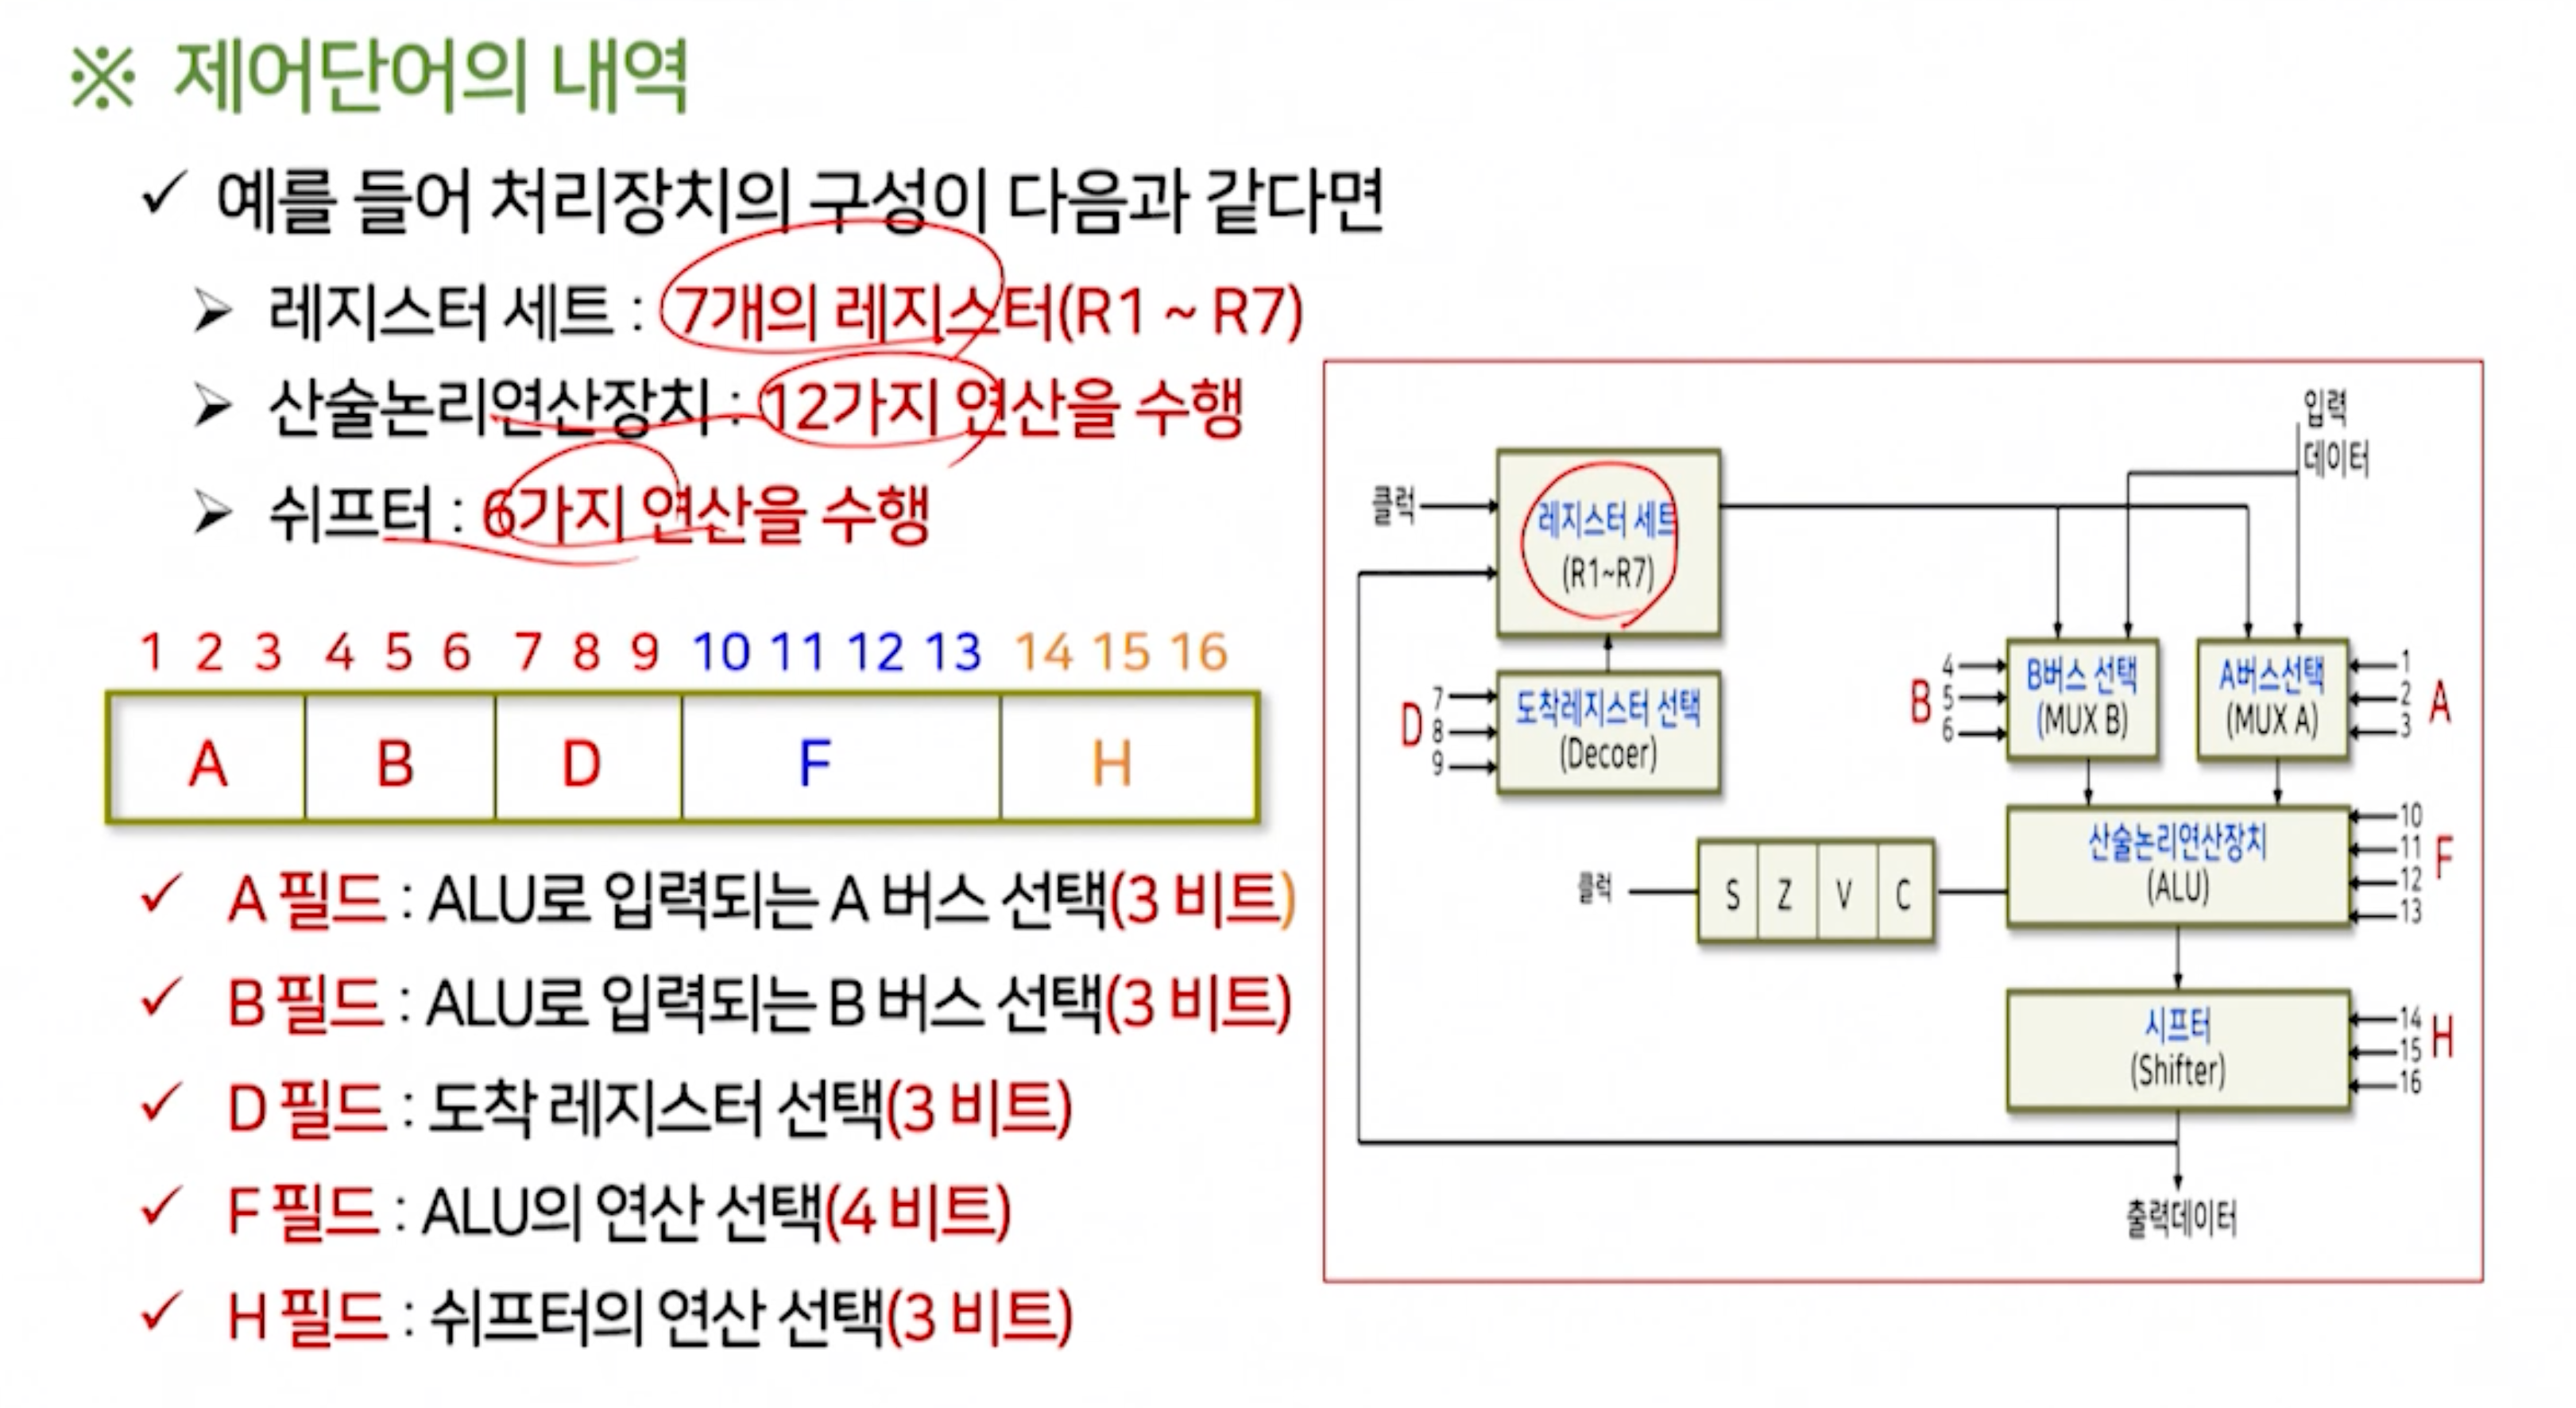 ※ 제어단어의 내역
✓ 예를 들어 처리장치의 구성이 다음과 같다면
➢ 레지스터 세트 : 7개의 레지스터(R1 ~ R7)
➢ 산술논리연산장치 : 12가지 연산을 수행
➢ 쉬프터 : 6가지 연산을 수행
1 2 3 4 5 6 7 8 9 10 11 12 13 14 15 16
A B D F H
✓ A 필드 : ALU로 입력되는 A 버스 선택(3 비트)
✓ B 필드 : ALU로 입력되는 B 버스 선택(3 비트)
✓ D 필드 : 도착 레지스터 선택(3 비트)
✓ F 필드 : ALU의 연산 선택(4 비트)
✓ H 필드 : 쉬프터의 연산 선택(3 비트)
입력
데이터
클럭
레지스터 세트
(R1~R7)
D
7
8
9
도착레지스터 선택
(Decoer)
B
4
5
6
B버스 선택
(MUX B)
A버스선택
(MUX A)
1
2
3
A
클럭
S Z V C
산술논리연산장치
(ALU)
10
11
12
13
F
시프터
(Shifter)
14
15
16
H
출력데이터